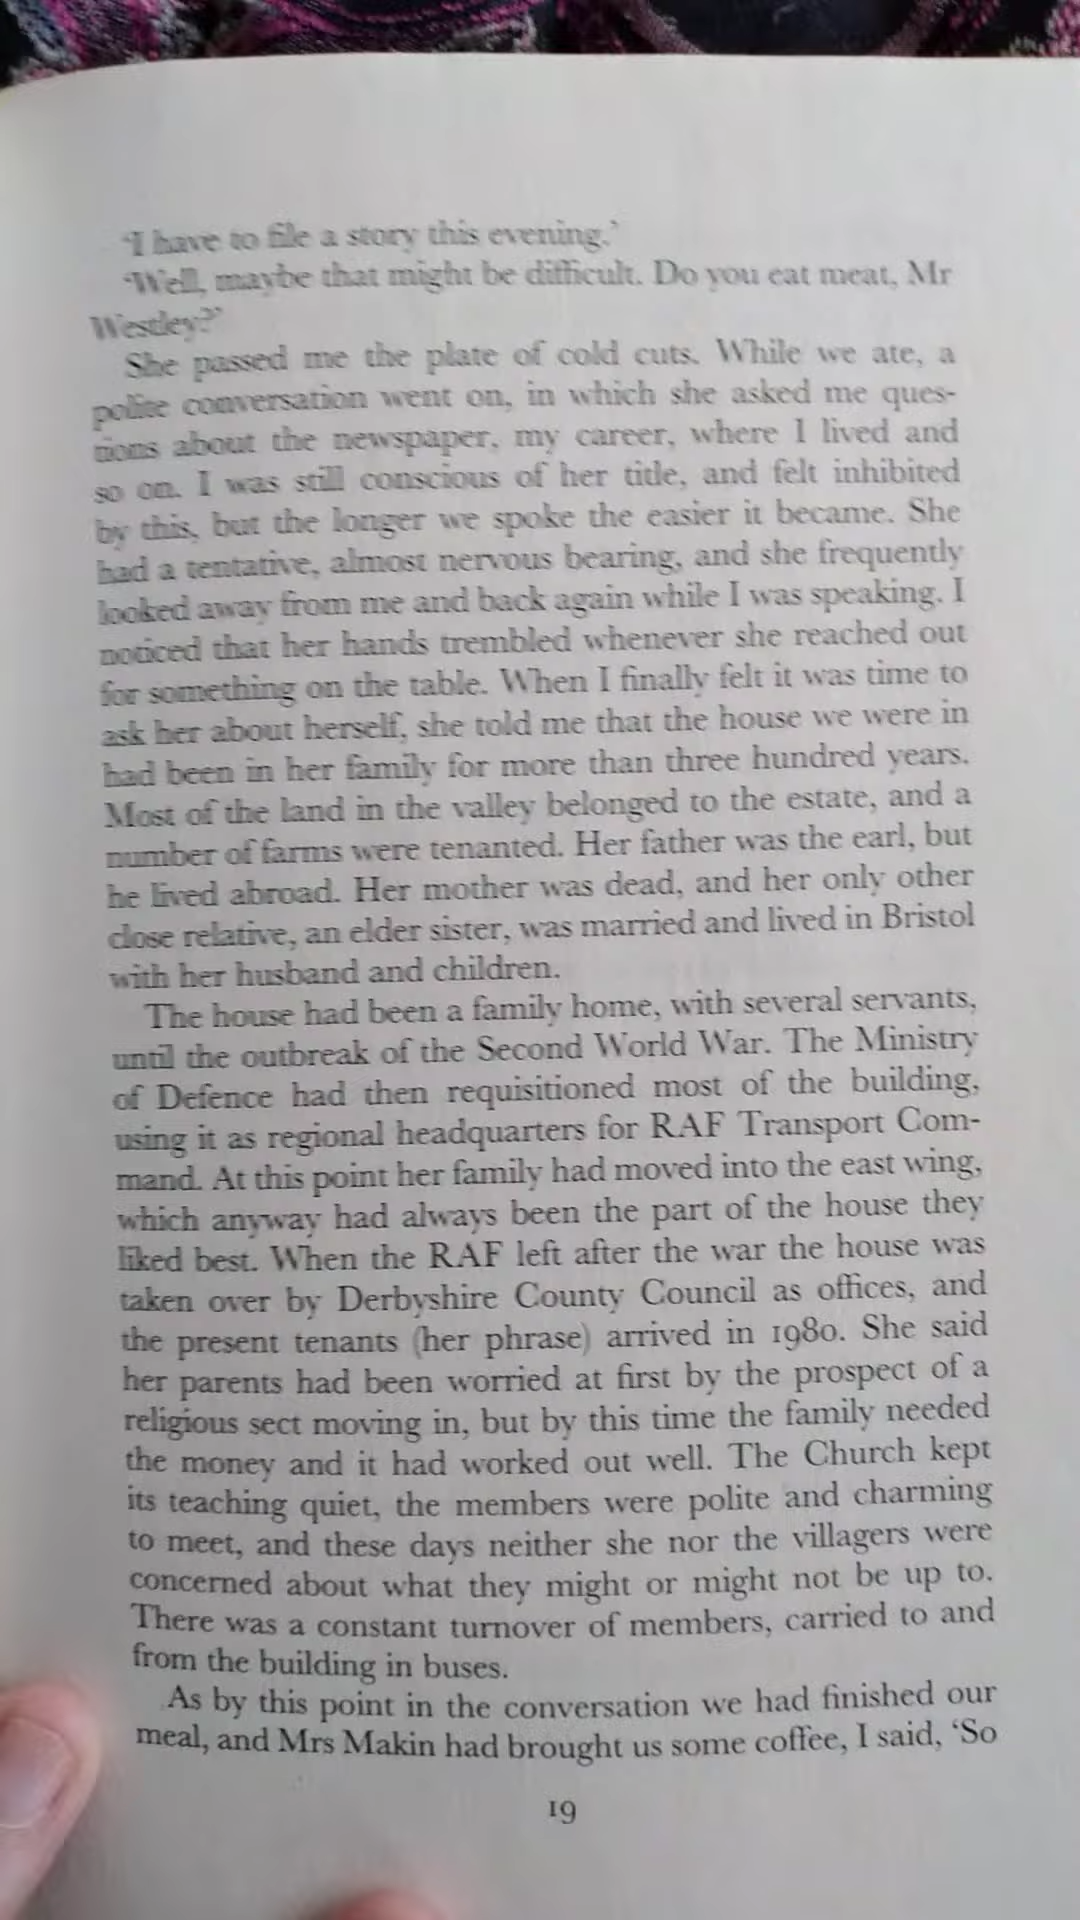 ‘I have to file a story this evening.’
‘Well, maybe that might be difficult. Do you eat meat, Mr
Westley?’
She passed me the plate of cold cuts. While we ate, a
polite conversation went on, in which she asked me ques-
tions about the newspaper, my career, where I lived and
so on. I was still conscious of her title, and felt inhibited
by this, but the longer we spoke the easier it became. She
had a tentative, almost nervous bearing, and she frequently
looked away from me and back again while I was speaking. I
noticed that her hands trembled whenever she reached out
for something on the table. When I finally felt it was time to
ask her about herself, she told me that the house we were in
had been in her family for more than three hundred years.
Most of the land in the valley belonged to the estate, and a
number of farms were tenanted. Her father was the earl, but
he lived abroad. Her mother was dead, and her only other
close relative, an elder sister, was married and lived in Bristol
with her husband and children.
The house had been a family home, with several servants,
until the outbreak of the Second World War. The Ministry
of Defence had then requisitioned most of the building,
using it as regional headquarters for RAF Transport Com-
mand. At this point her family had moved into the east wing,
which anyway had always been the part of the house they
liked best. When the RAF left after the war the house was
taken over by Derbyshire County Council as offices, and
the present tenants (her phrase) arrived in 1980. She said
her parents had been worried at first by the prospect of a
religious sect moving in, but by this time the family needed
the money and it had worked out well. The Church kept
its teaching quiet, the members were polite and charming
to meet, and these days neither she nor the villagers were
concerned about what they might or might not be up to.
There was a constant turnover of members, carried to and
from the building in buses.
As by this point in the conversation we had finished our
meal, and Mrs Makin had brought us some coffee, I said, ‘So
19